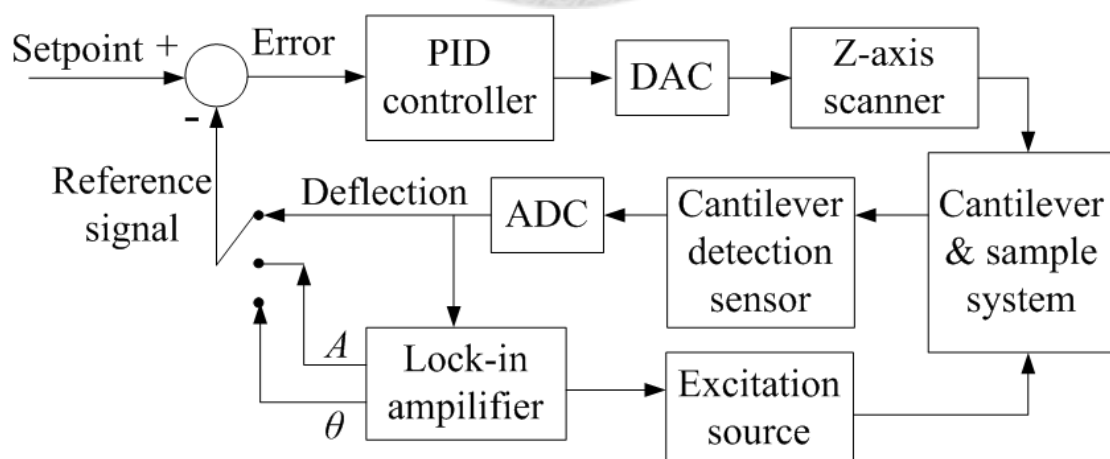 Setpoint +
Error
PID
controller
DAC
Z-axis
scanner
-
Reference
signal
Deflection
ADC
Cantilever
detection
sensor
Cantilever
& sample
system
A
θ
Lock-in
ampilifier
Excitation
source